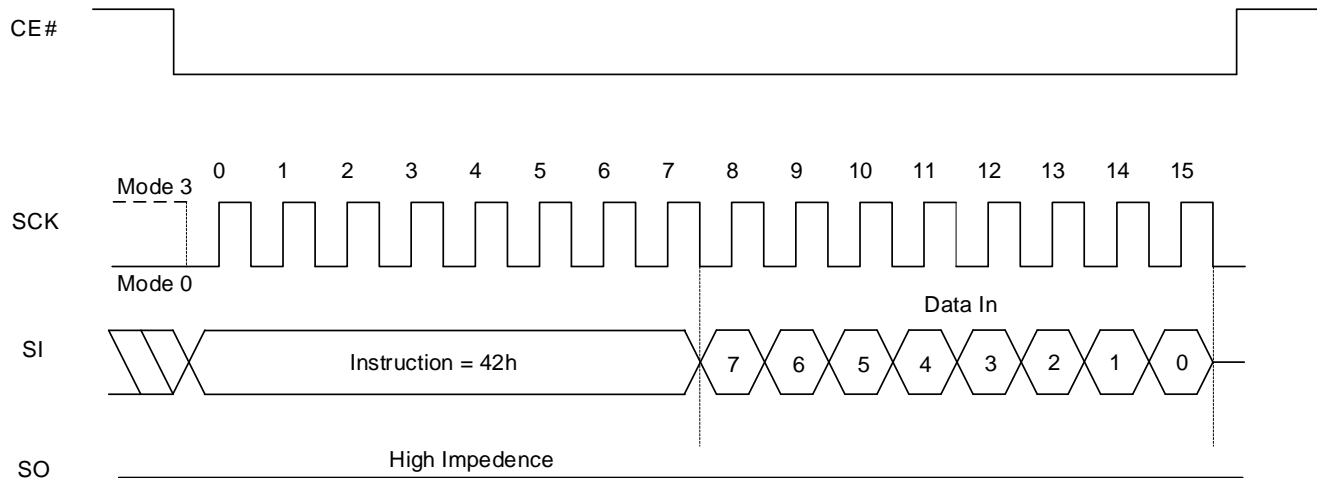 CE#
0 1 2 3 4 5 6 7 8 9 10 11 12 13 14 15
Mode 3
SCK
Mode 0
Data In
SI
Instruction = 42h
7 6 5 4 3 2 1 0
High Impedence
SO